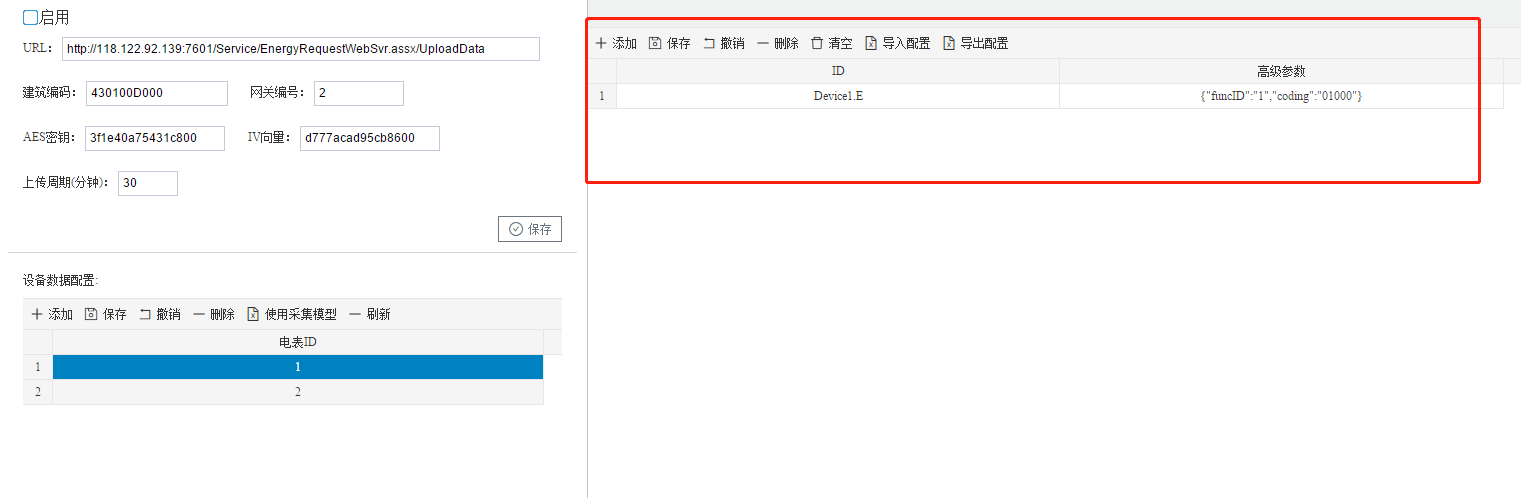 启用
URL: http://118.122.92.139:7601/Service/EnergyRequestWebSvr.assx/UploadData
建筑编码: 430100D000 网关编号: 2
AES密钥: 3f1e40a75431c800 IV向量: d777acad95cb8600
上传周期(分钟): 30
保存
设备数据配置:
添加 保存 撤销 删除 使用采集模型 刷新
电表ID
1 1
2 2
添加 保存 撤销 删除 清空 导入配置 导出配置
ID 高级参数
1 Device1.E {"funcID":"1","coding":"01000"}